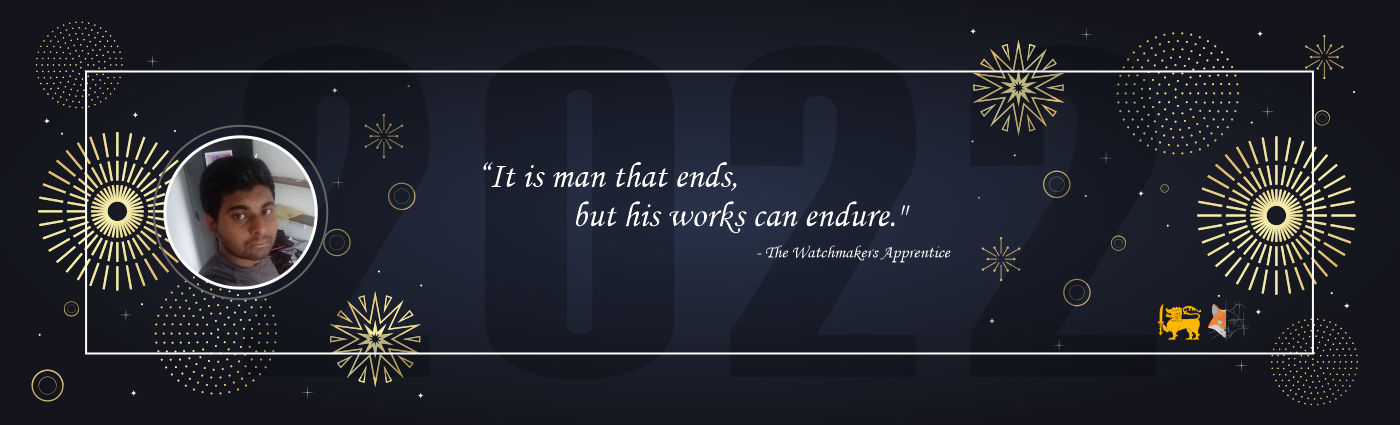 2022
“It is man that ends,
but his works can endure."
- The Watchmakers Apprentice